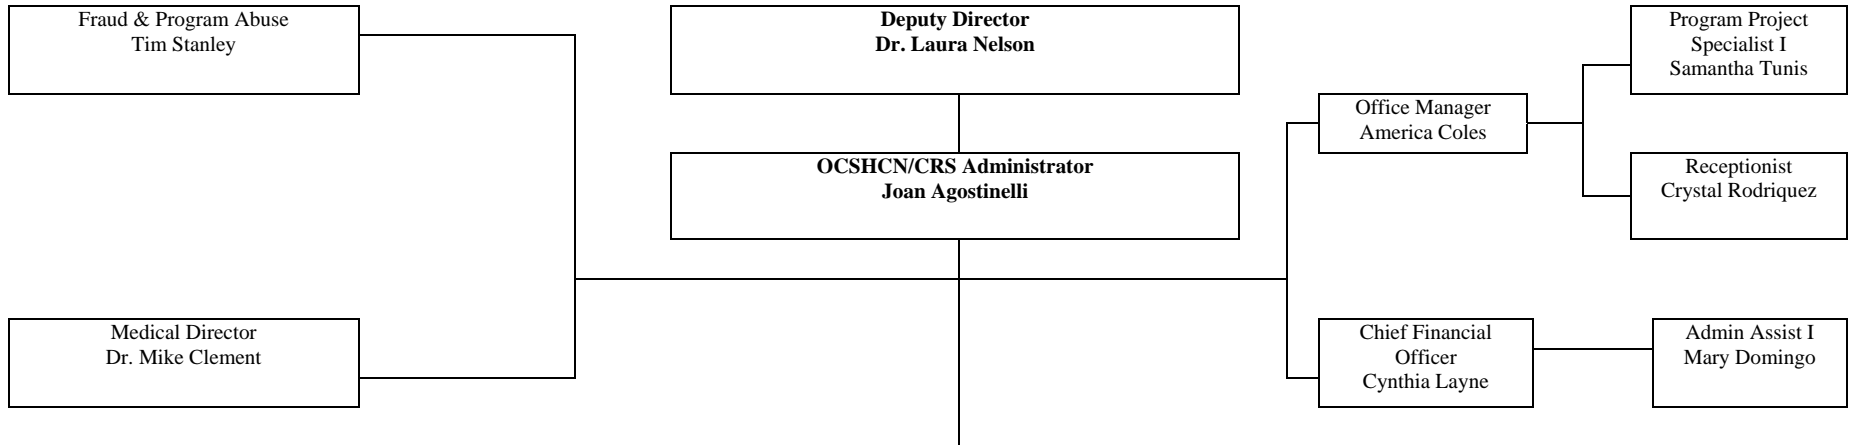 Fraud & Program Abuse
Tim Stanley
Deputy Director
Dr. Laura Nelson
Program Project
Specialist I
Samantha Tunis
Office Manager
America Coles
OCSHCN/CRS Administrator
Joan Agostinelli
Receptionist
Crystal Rodriquez
Medical Director
Dr. Mike Clement
Chief Financial
Officer
Cynthia Layne
Admin Assist I
Mary Domingo